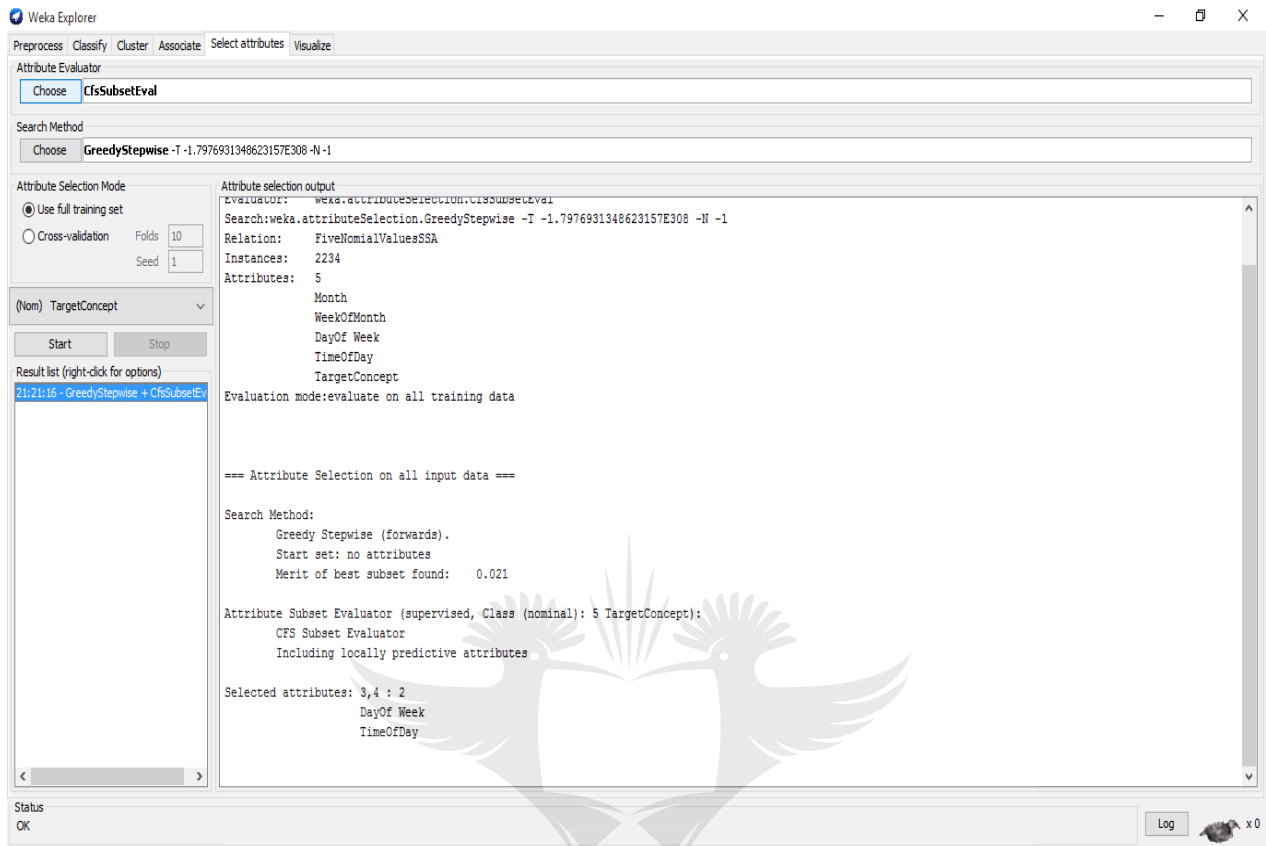 Weka Explorer
Preprocess Classify Cluster Associate Select attributes Visualize
Attribute Evaluator
Choose CfsSubsetEval
Search Method
Choose GreedyStepwise -T -1.7976931348623157E308 -N -1
Attribute Selection Mode
Use full training set
Cross-validation Folds 10
Seed 1
(Nom) TargetConcept
Start Stop
Result list (right-click for options)
21:21:16 - GreedyStepwise + CfsSubsetEv
Attribute selection output
Evaluator: weka.attributeSelection.CfsSubsetEval
Search:weka.attributeSelection.GreedyStepwise -T -1.7976931348623157E308 -N -1
Relation: FiveNomialValuesSSA
Instances: 2234
Attributes: 5
Month
WeekOfMonth
DayOf Week
TimeOfDay
TargetConcept
Evaluation mode:evaluate on all training data
=== Attribute Selection on all input data ===
Search Method:
Greedy Stepwise (forwards).
Start set: no attributes
Merit of best subset found: 0.021
Attribute Subset Evaluator (supervised, Class (nominal): 5 TargetConcept):
CFS Subset Evaluator
Including locally predictive attributes
Selected attributes: 3,4 : 2
DayOf Week
TimeOfDay
Status
OK
Log
x 0